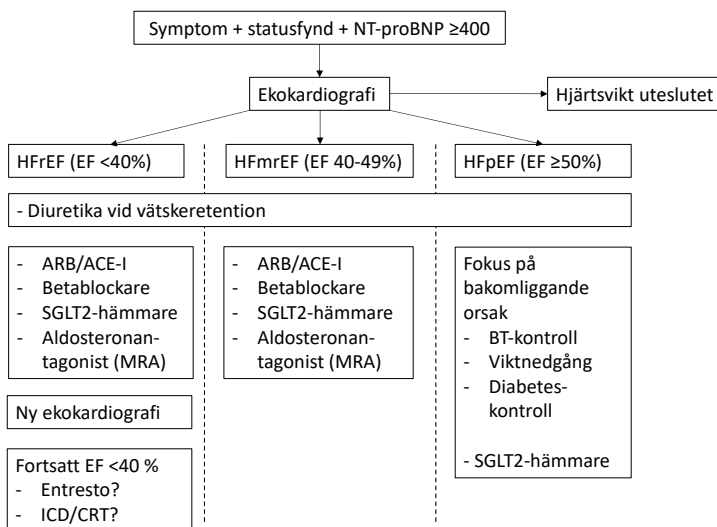 Symptom + statusfynd + NT-proBNP ≥400
Ekokardiografi
Hjärtsvikt uteslutet
HFrEF (EF <40%)
HFmrEF (EF 40-49%)
HFpEF (EF ≥50%)
- Diuretika vid vätskeretention
- ARB/ACE-I
- Betablockare
- SGLT2-hämmare
- Aldosteronan-
tagonist (MRA)
- ARB/ACE-I
- Betablockare
- SGLT2-hämmare
- Aldosteronan-
tagonist (MRA)
Fokus på
bakomliggande
orsak
- BT-kontroll
- Viktnedgång
- Diabetes-
kontroll
- SGLT2-hämmare
Ny ekokardiografi
Fortsatt EF <40 %
- Entresto?
- ICD/CRT?